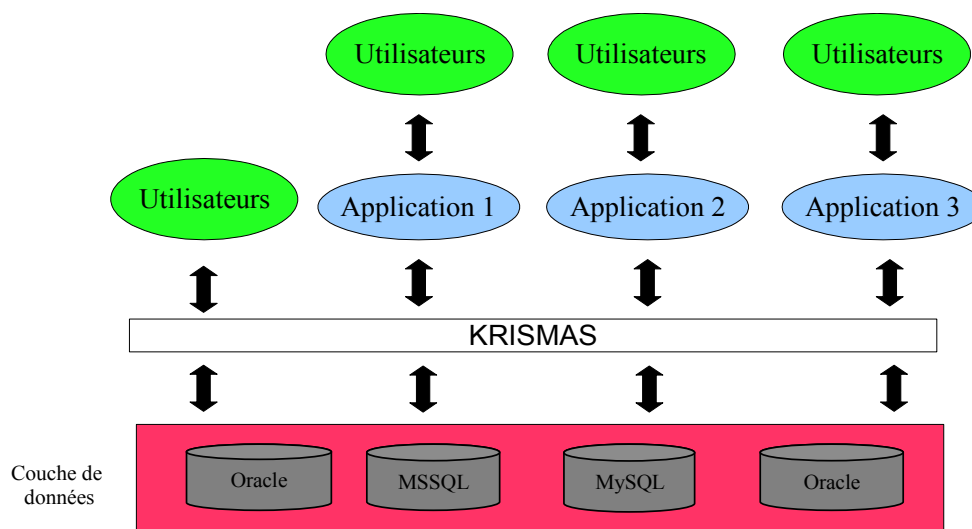 Utilisateurs
Utilisateurs
Utilisateurs
Utilisateurs
Application 1
Application 2
Application 3
KRISMAS
Couche de
données
Oracle
MSSQL
MySQL
Oracle